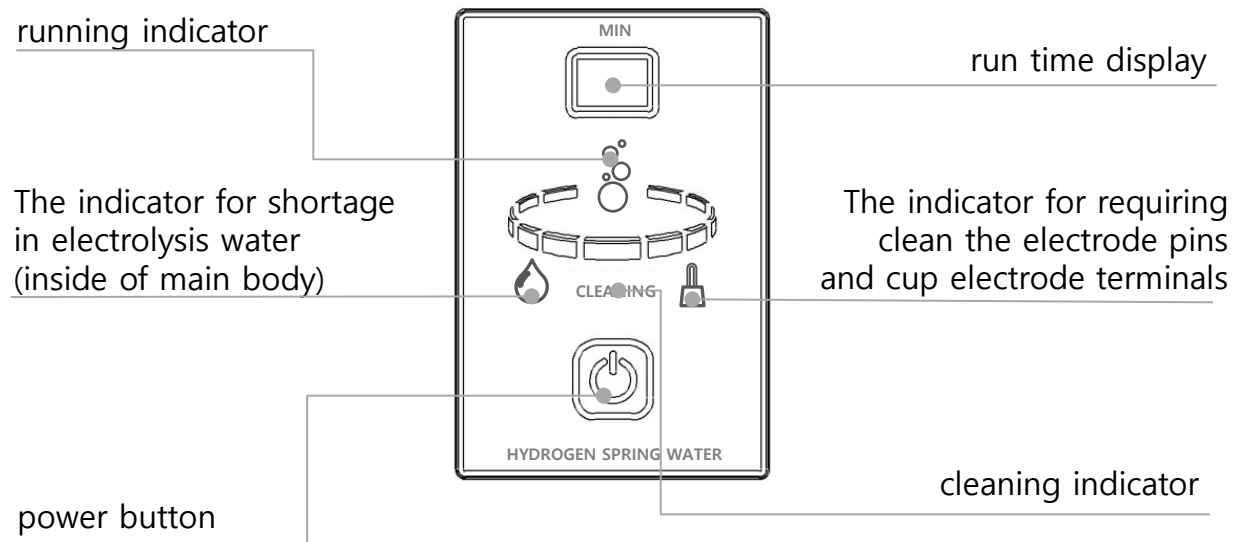 running indicator
MIN
run time display
The indicator for shortage
in electrolysis water
(inside of main body)
The indicator for requiring
clean the electrode pins
and cup electrode terminals
CLEANING
HYDROGEN SPRING WATER
cleaning indicator
power button